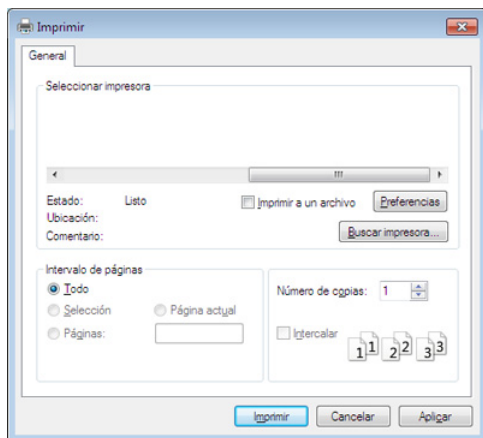 Imprimir
General
Seleccionar impresora
Estado: Listo
Imprimir a un archivo
Preferencias
Ubicación:
Comentario:
Buscar impresora...
Intervalo de páginas
Todo
Selección
Página actual
Páginas:
Número de copias: 1
Intercalar
1 1 2 2 3 3
Imprimir Cancelar Aplicar